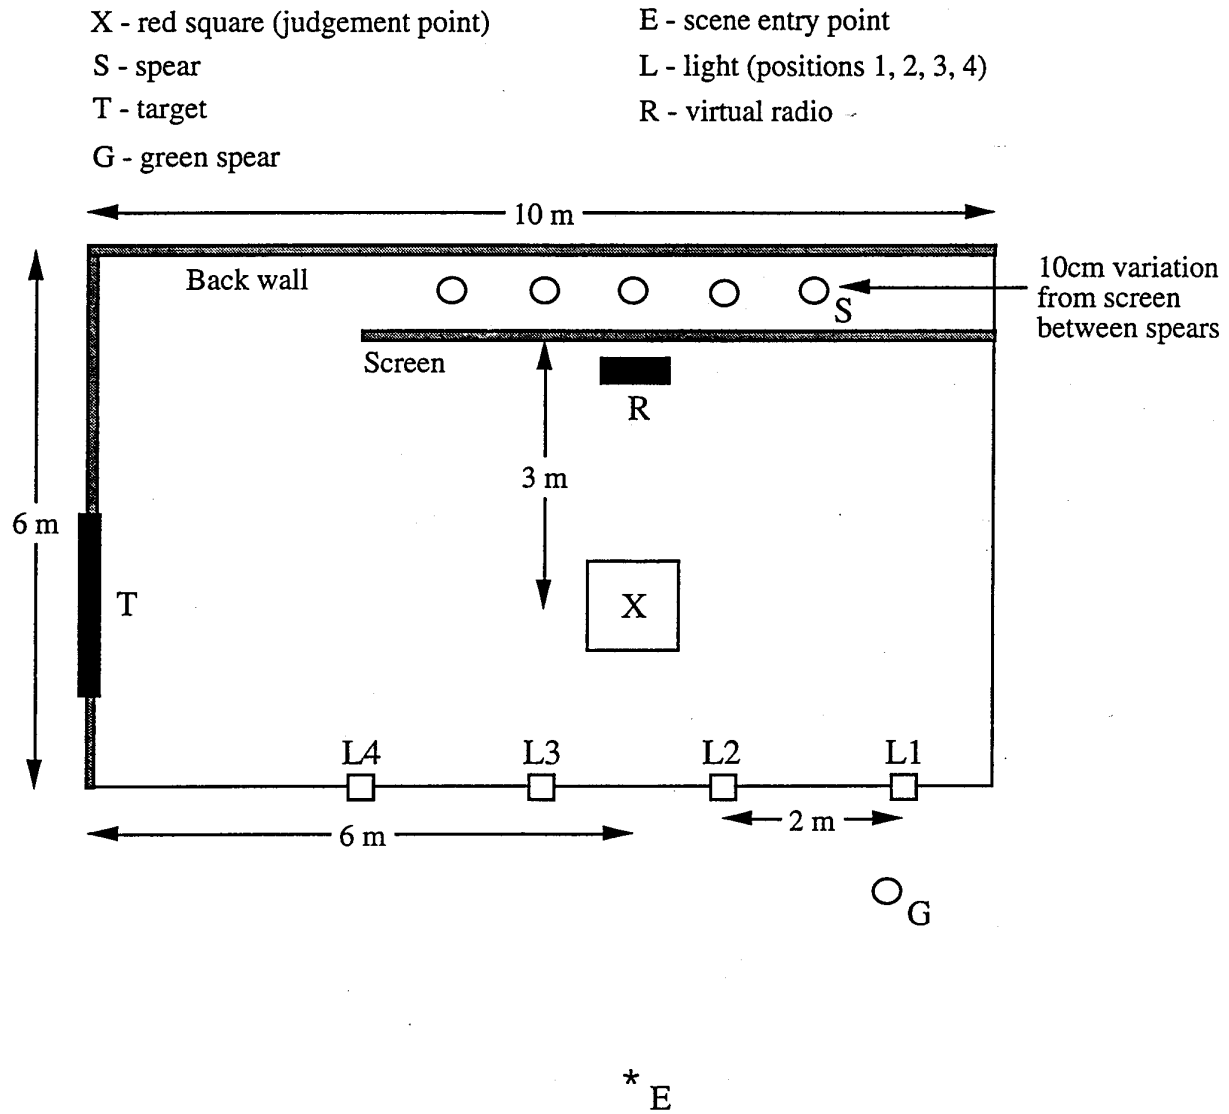 X - red square (judgement point)
E - scene entry point
S - spear
L - light (positions 1, 2, 3, 4)
T - target
R - virtual radio
G - green spear
10 m
Back wall
S
10cm variation
from screen
between spears
Screen
R
3 m
6 m
T
X
L4
L3
L2
L1
6 m
2 m
G
* E